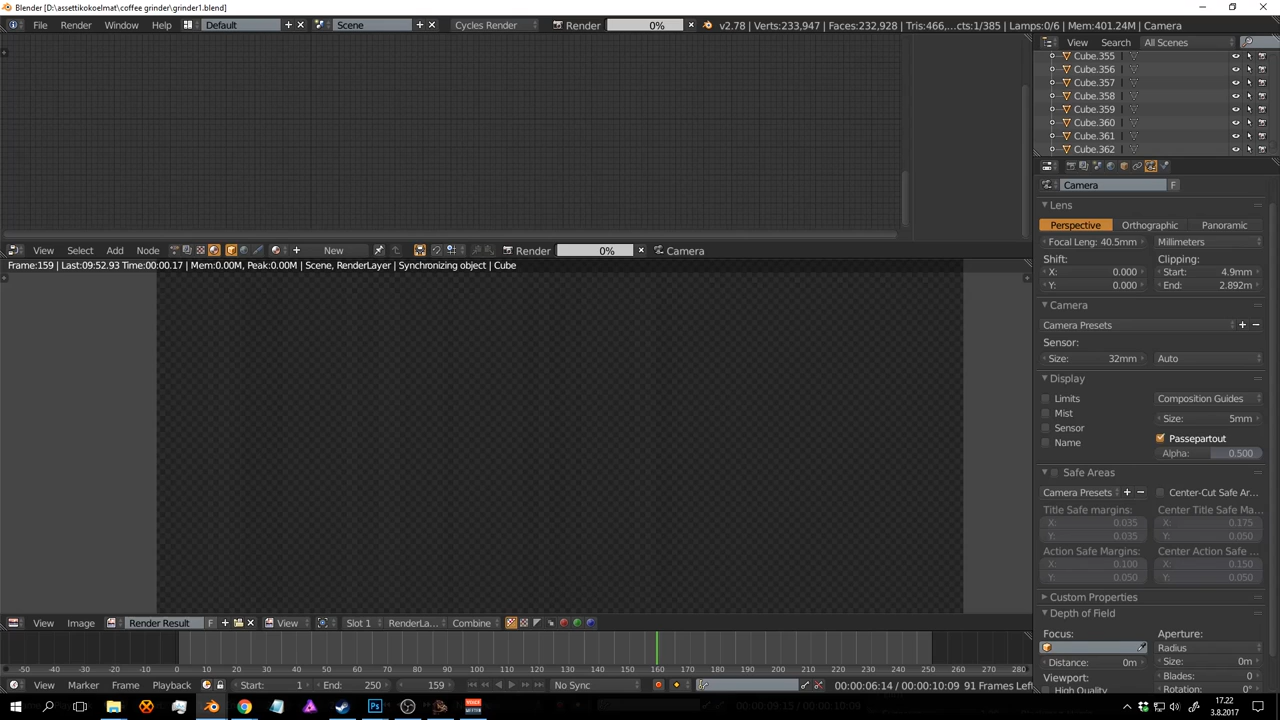 Blender [D:\assettikokoelmat\coffee grinder\grinder1.blend]
File Render Window Help Default Scene Cycles Render Render 0% v2.78 | Verts:233,947 | Faces:232,928 | Tris:466,...cts:1/385 | Lamps:0/6 | Mem:401.24M | Camera
View Search All Scenes
Cube.355
Cube.356
Cube.357
Cube.358
Cube.359
Cube.360
Cube.361
Cube.362
Camera F
Lens
Perspective Orthographic Panoramic
Focal Len: 40.5mm Millimeters
Shift: Clipping:
X: 0.000 Start: 4.9mm
Y: 0.000 End: 2.892m
Camera
Camera Presets
Sensor:
Size: 32mm Auto
Display
Limits Composition Guides
Mist Size: 5mm
Sensor
Name Passepartout
Alpha: 0.500
Safe Areas
Camera Presets Center-Cut Safe Ar...
Title Safe margins: Center Title Safe Ma...
X: 0.035 X: 0.175
Y: 0.035 Y: 0.050
Action Safe Margins: Center Action Safe ...
X: 0.100 X: 0.150
Y: 0.050 Y: 0.050
Custom Properties
Depth of Field
Focus: Aperture:
Radius
Distance: 0m Size: 0m
Viewport: Blades: 0
High Quality Rotation: 0°
View Select Add Node New Render 0% Camera
Frame:159 | Last:09:52.93 Time:00:00.17 | Mem:0.00M, Peak:0.00M | Scene, RenderLayer | Synchronizing object | Cube
View Image Render Result F View Slot 1 RenderLa... Combine
-50 -40 -30 -20 -10 0 10 20 30 40 50 60 70 80 90 100 110 120 130 140 150 160 170 180 190 200 210 220 230 240 250 260 270 280
View Marker Frame Playback Start: 1 End: 250 159 No Sync 00:00:06:14 / 00:00:10:09 91 Frames Left
17.22
3.8.2017